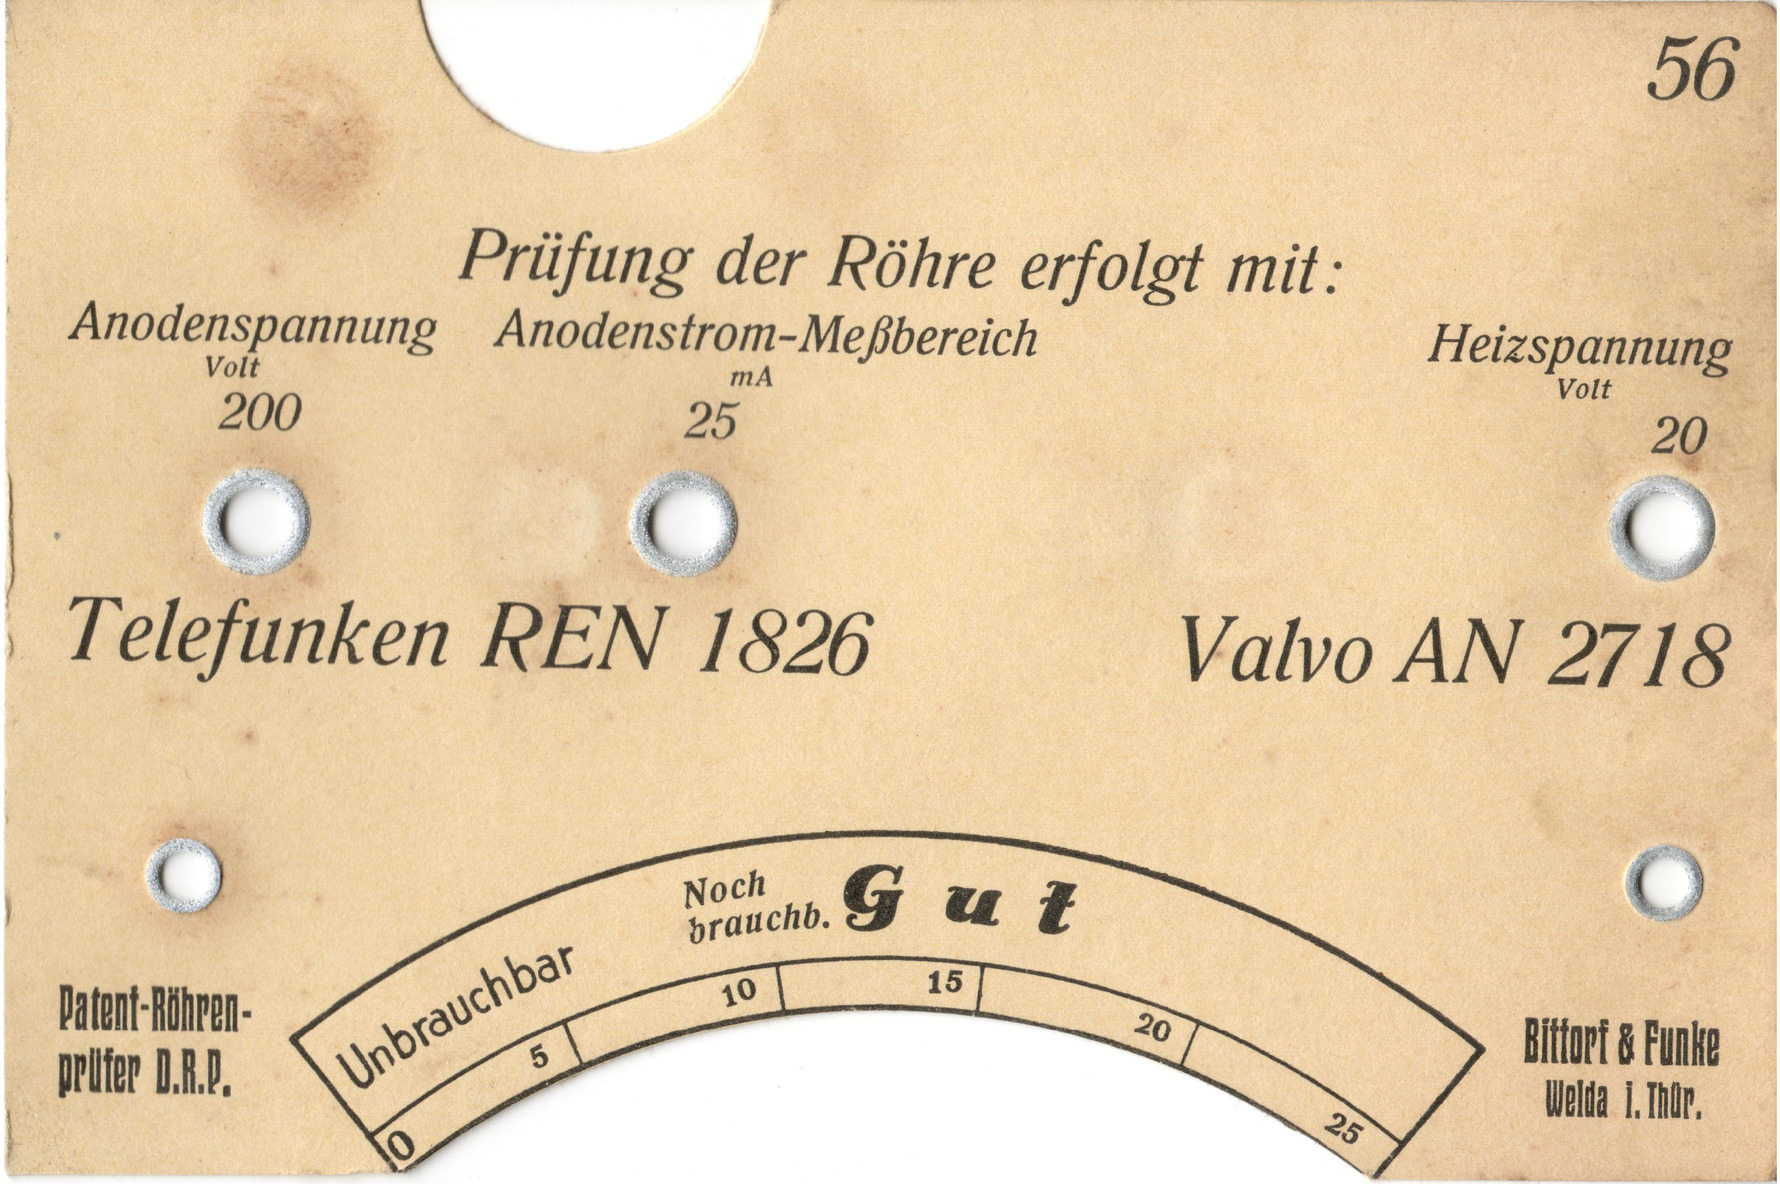 56
Prüfung der Röhre erfolgt mit:
Anodenspannung Anodenstrom-Meßbereich Heizspannung
Volt mA Volt
200 25 20
Telefunken REN 1826 Valvo AN 2718
Noch
brauchb. Gut
Unbrauchbar
0 5 10 15 20 25
Patent-Röhren-
prüfer D.R.P.
Bittorf & Funke
Weida i. Thür.